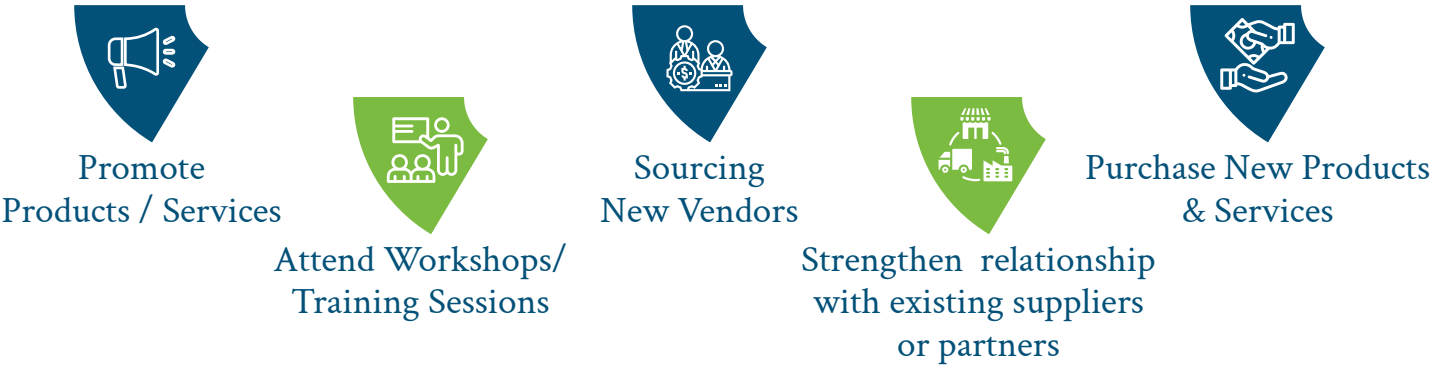 Promote
Products / Services
Attend Workshops/
Training Sessions
Sourcing
New Vendors
Strengthen relationship
with existing suppliers
or partners
Purchase New Products
& Services